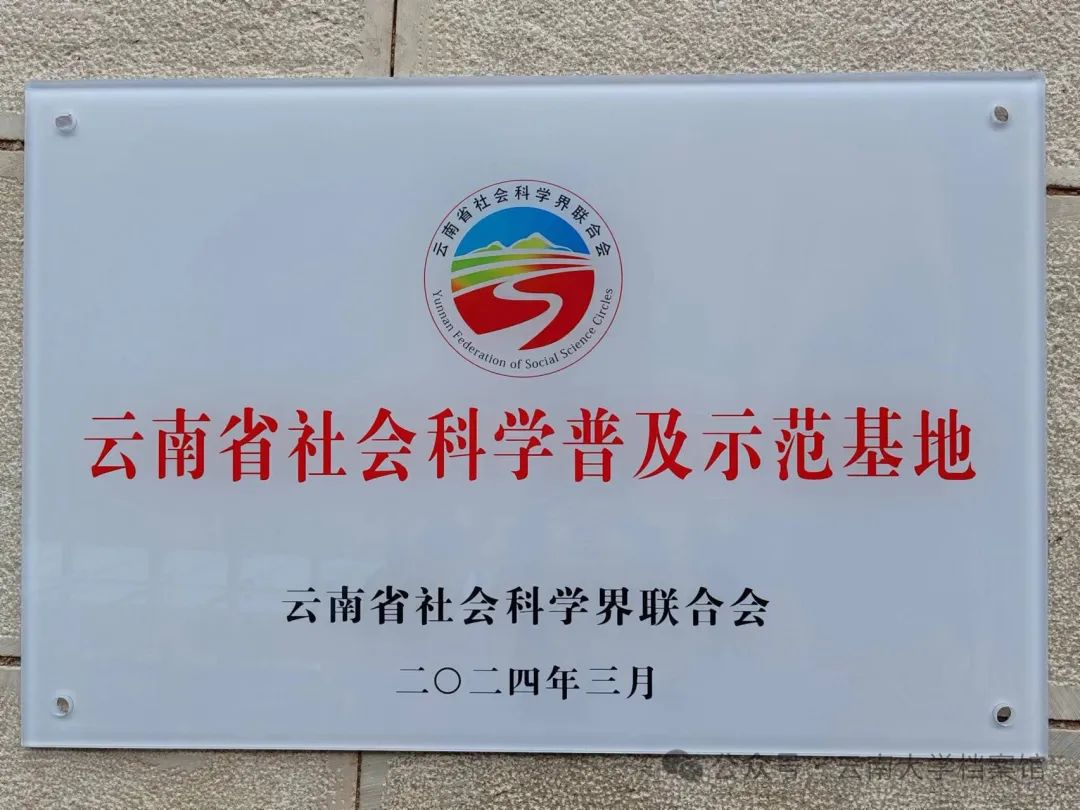 云南省社会科学界联合会
Yunnan Federation of Social Science Circles
云南省社会科学普及示范基地
云南省社会科学界联合会
二〇二四年三月
公众号·云南大学档案馆